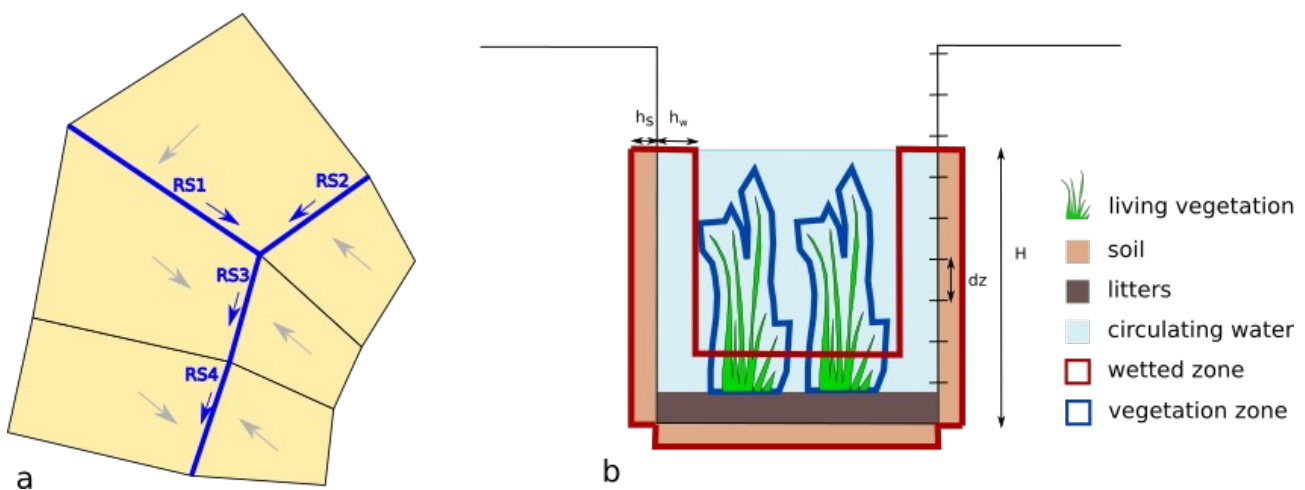 RS1
RS2
RS3
RS4
a
hS
hw
H
dz
b
living vegetation
soil
litters
circulating water
wetted zone
vegetation zone